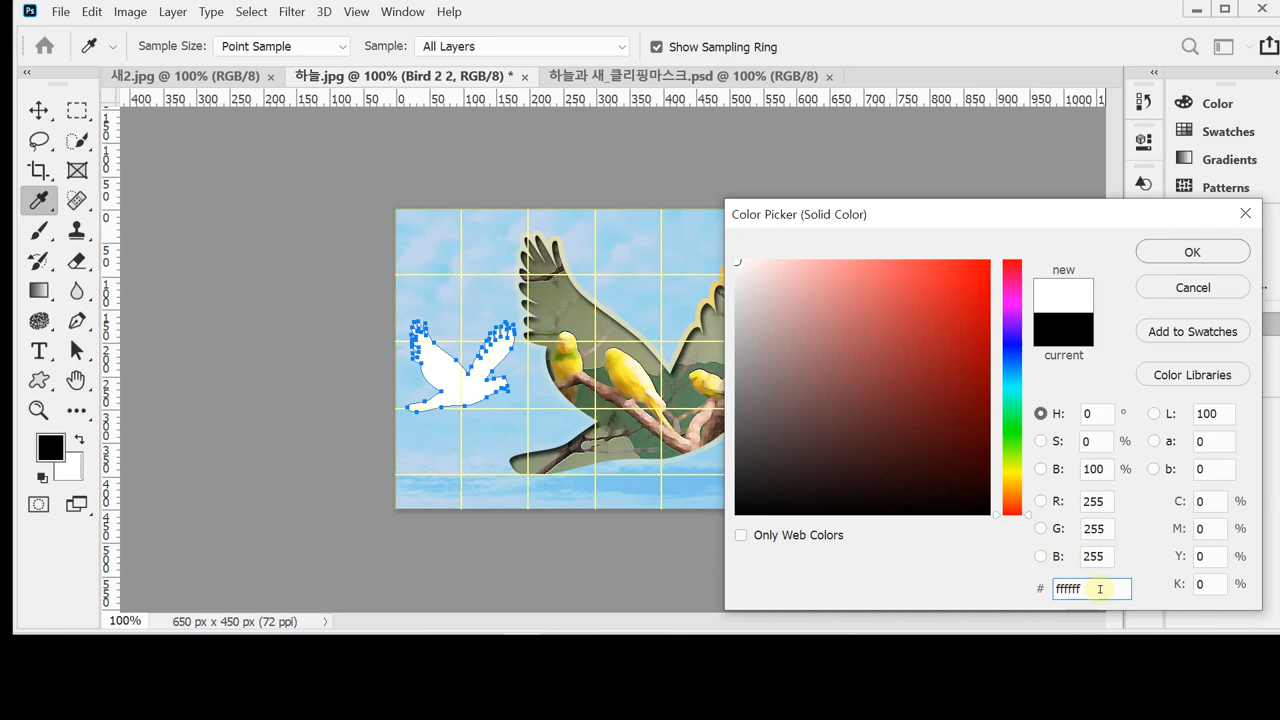 Ps File Edit Image Layer Type Select Filter 3D View Window Help
Sample Size: Point Sample Sample: All Layers Show Sampling Ring
새2.jpg @ 100% (RGB/8) × 하늘.jpg @ 100% (Bird 2 2, RGB/8) * × 하늘과 새_클리핑마스크.psd @ 100% (RGB/8) ×
400 350 300 250 200 150 100 50 0 50 100 150 200 250 300 350 400 450 500 550 600 650 700 750 800 850 900 950 1000 1
Color
Swatches
Gradients
Patterns
Color Picker (Solid Color)
new
current
OK
Cancel
Add to Swatches
Color Libraries
H: 0 ° L: 100
S: 0 % a: 0
B: 100 % b: 0
R: 255 C: 0 %
G: 255 M: 0 %
B: 255 Y: 0 %
# ffffff K: 0 %
Only Web Colors
100% 650 px x 450 px (72 ppi)